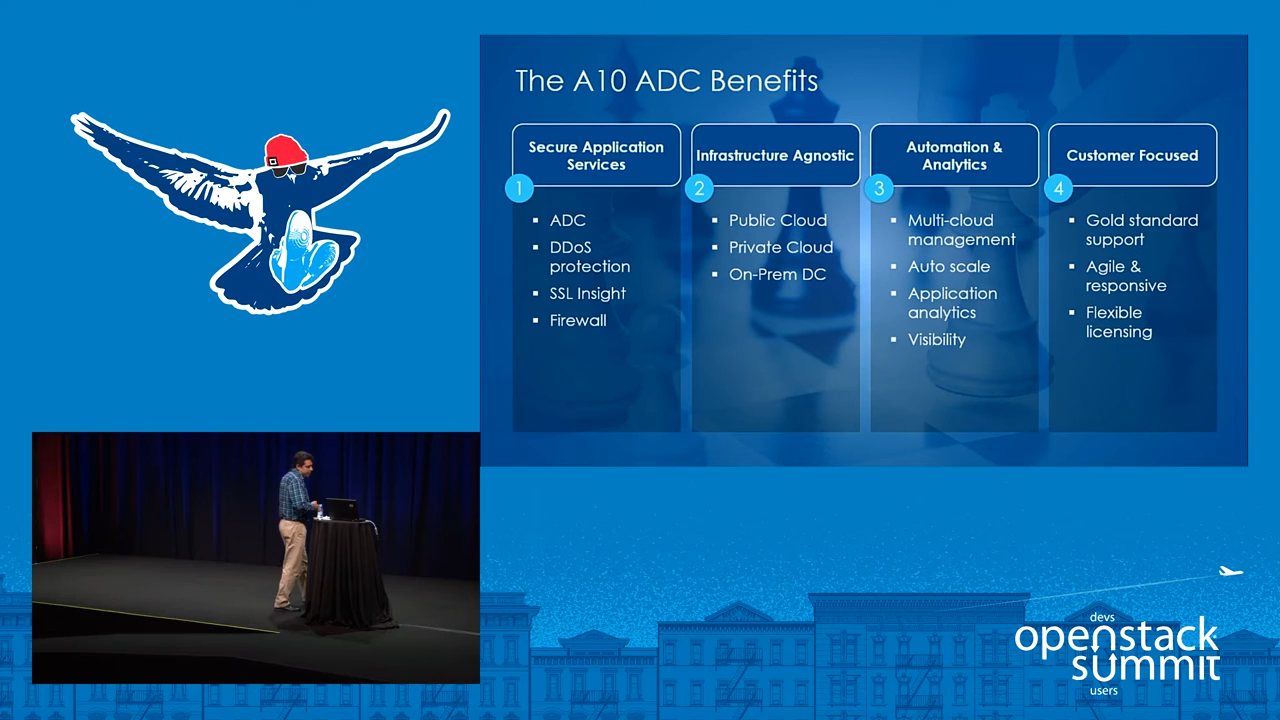 The A10 ADC Benefits
Secure Application
Services
1
ADC
DDoS
protection
SSL Insight
Firewall
Infrastructure Agnostic
2
Public Cloud
Private Cloud
On-Prem DC
Automation &
Analytics
3
Multi-cloud
management
Auto scale
Application
analytics
Visibility
Customer Focused
4
Gold standard
support
Agile &
responsive
Flexible
licensing
devs
openstack
summit
users